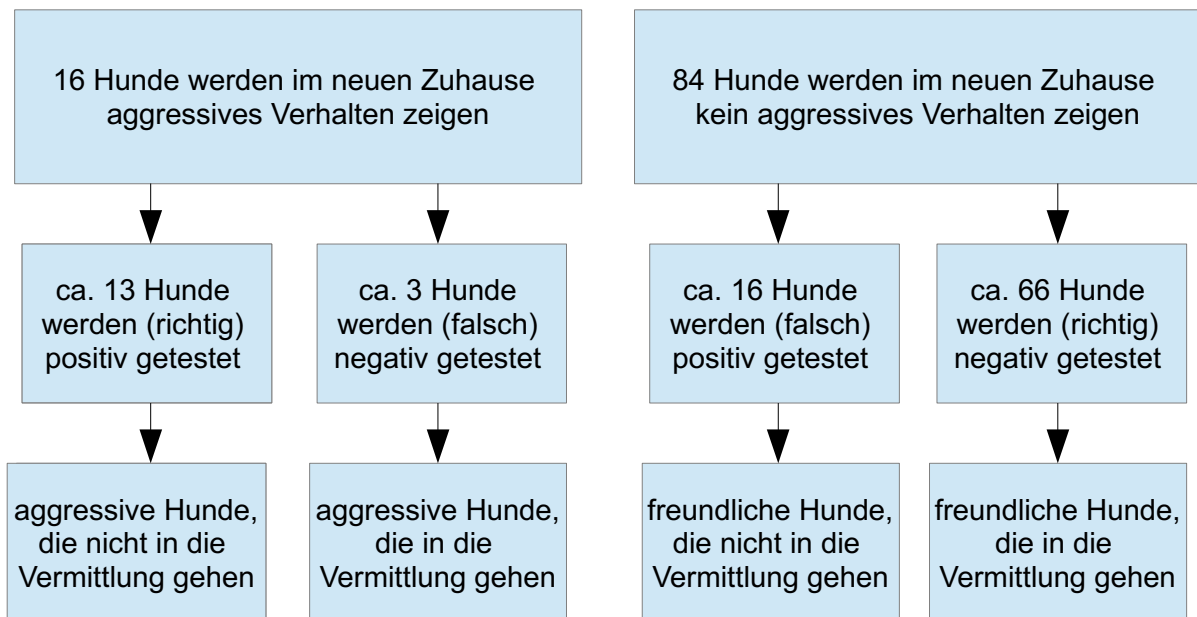 16 Hunde werden im neuen Zuhause
aggressives Verhalten zeigen
84 Hunde werden im neuen Zuhause
kein aggressives Verhalten zeigen
ca. 13 Hunde
werden (richtig)
positiv getestet
ca. 3 Hunde
werden (falsch)
negativ getestet
ca. 16 Hunde
werden (falsch)
positiv getestet
ca. 66 Hunde
werden (richtig)
negativ getestet
aggressive Hunde,
die nicht in die
Vermittlung gehen
aggressive Hunde,
die in die
Vermittlung gehen
freundliche Hunde,
die nicht in die
Vermittlung gehen
freundliche Hunde,
die in die
Vermittlung gehen